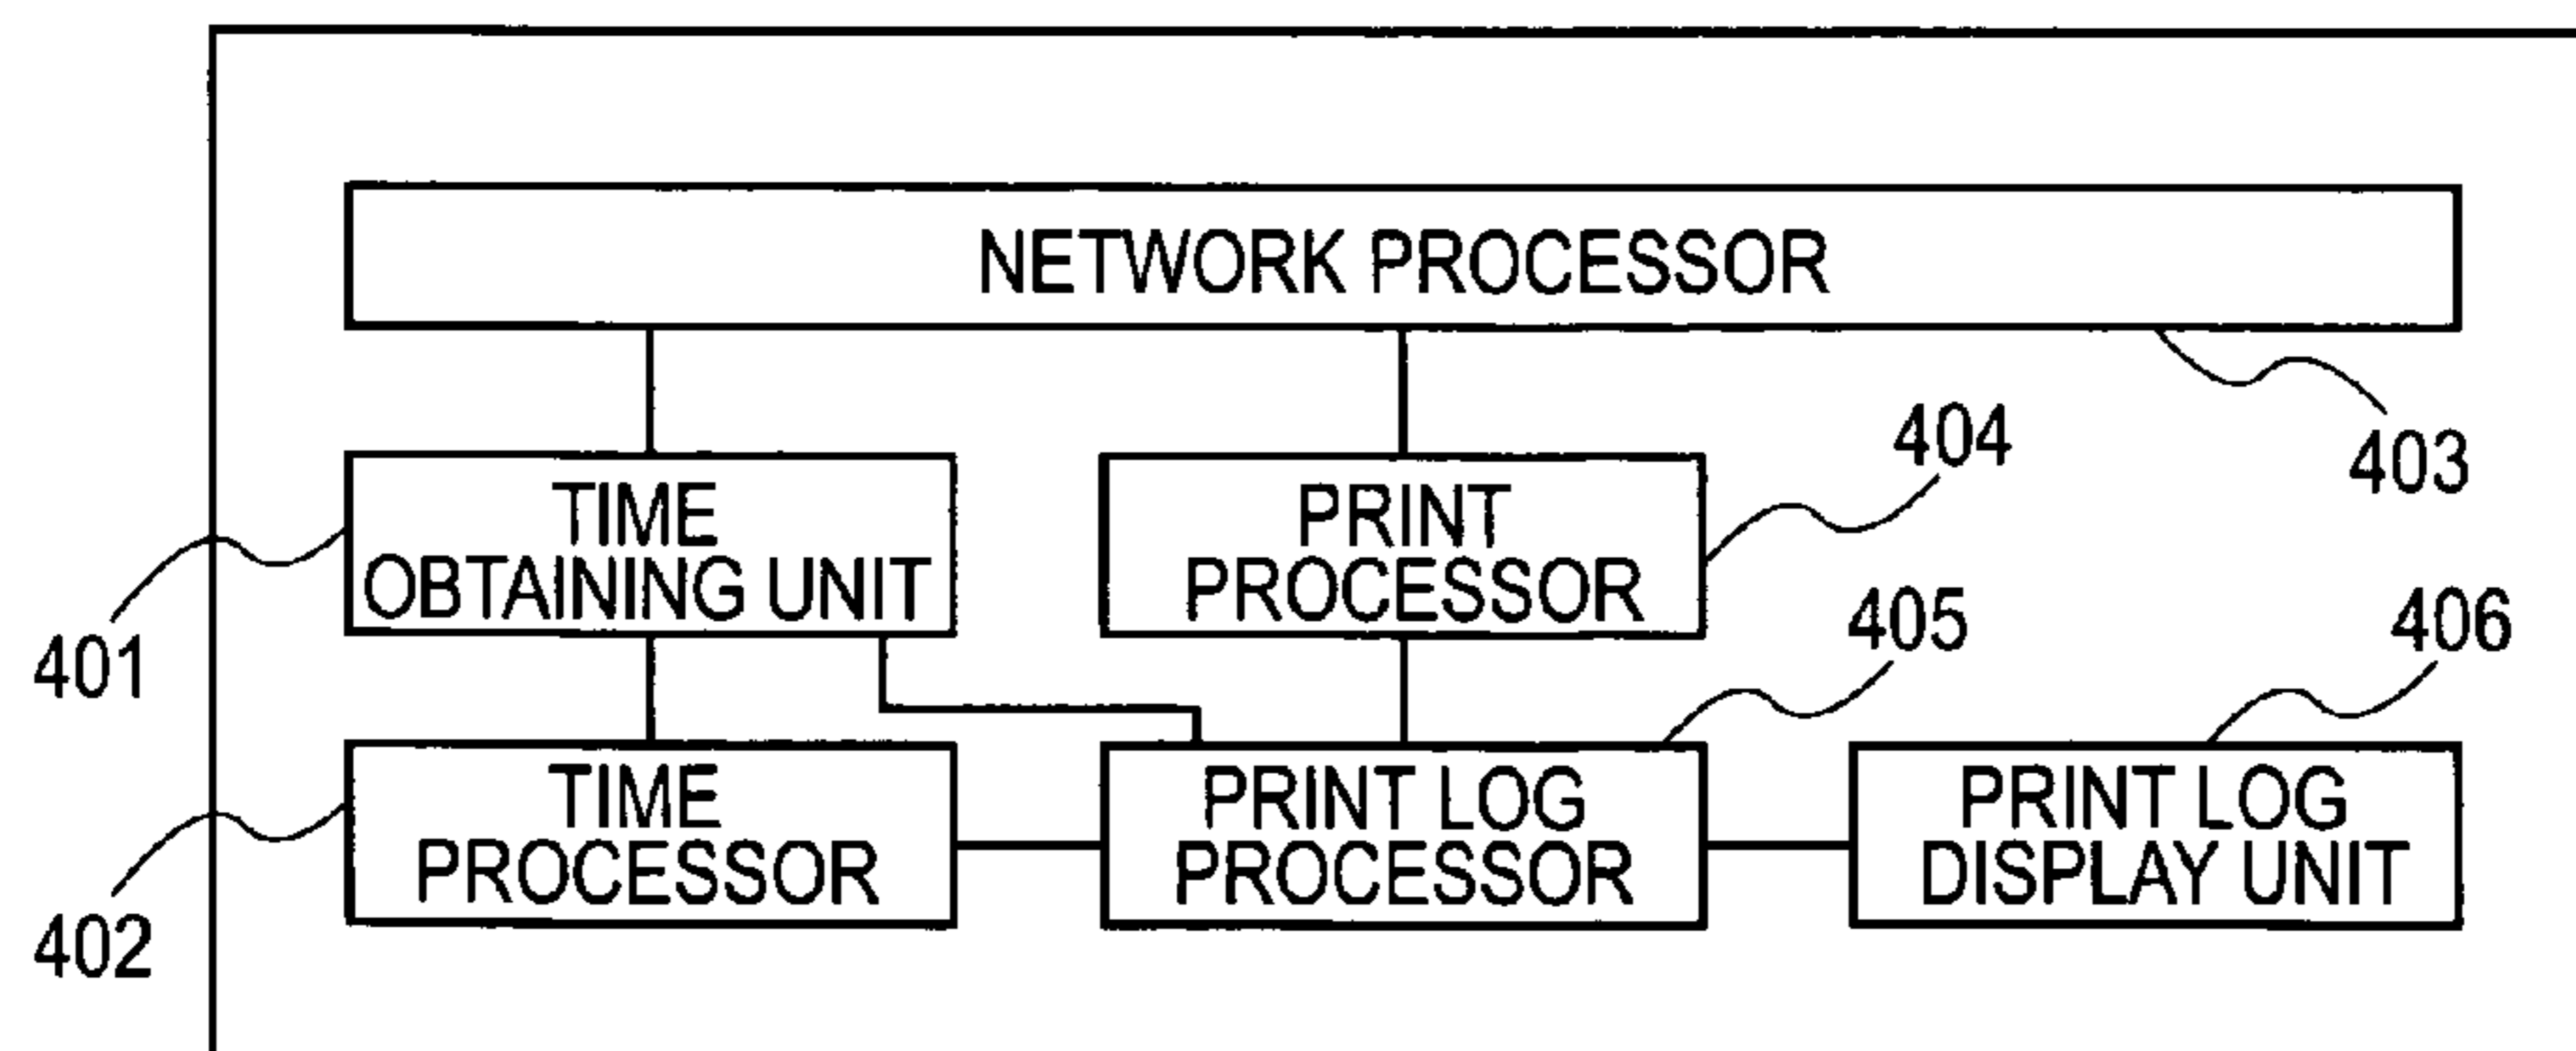 NETWORK PROCESSOR
403
TIME
OBTAINING UNIT
401
PRINT
PROCESSOR
404
TIME
PROCESSOR
402
PRINT LOG
PROCESSOR
405
PRINT LOG
DISPLAY UNIT
406